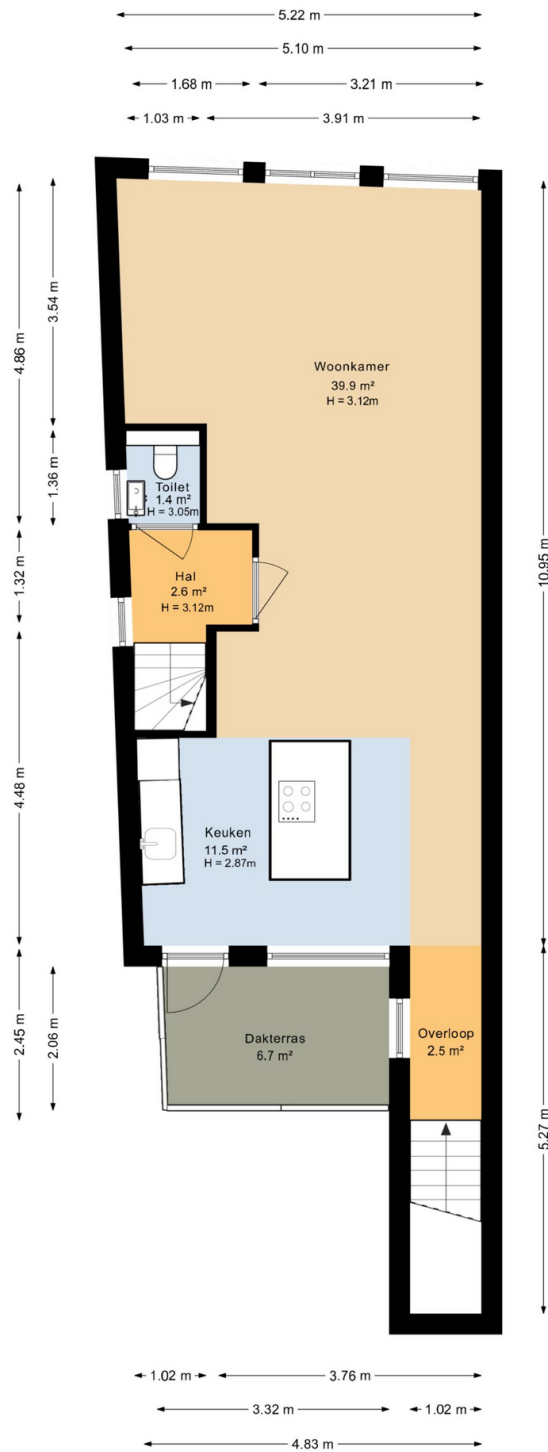 5.22 m
5.10 m
1.68 m
3.21 m
1.03 m
3.91 m
4.86 m
3.54 m
1.36 m
1.32 m
4.48 m
2.45 m
2.06 m
10.95 m
5.27 m
Woonkamer
39.9 m²
H = 3.12m
Toilet
1.4 m²
H = 3.05m
Hal
2.6 m²
H = 3.12m
Keuken
11.5 m²
H = 2.87m
Dakterras
6.7 m²
Overloop
2.5 m²
1.02 m
3.76 m
3.32 m
1.02 m
4.83 m